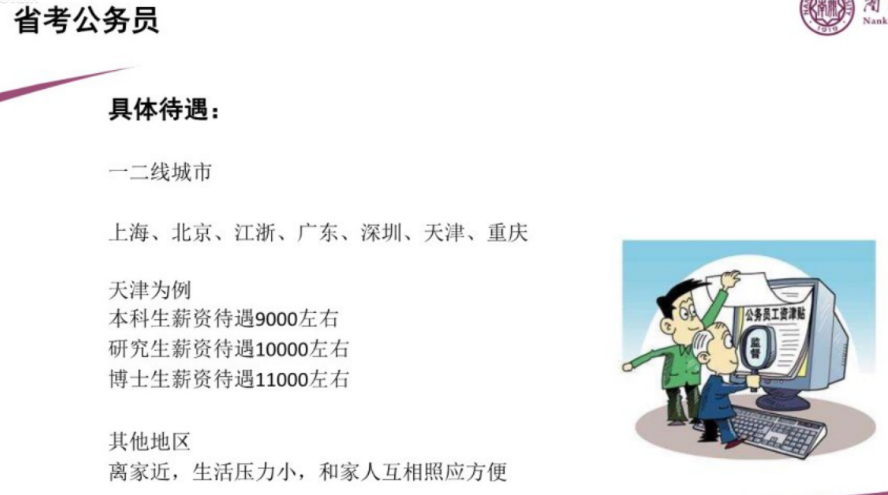 省考公务员
具体待遇：
一二线城市
上海、北京、江浙、广东、深圳、天津、重庆
天津为例
本科生薪资待遇9000左右
研究生薪资待遇10000左右
博士生薪资待遇11000左右
其他地区
离家近，生活压力小，和家人互相照应方便
公务员工资津贴
监督
Nank
1919